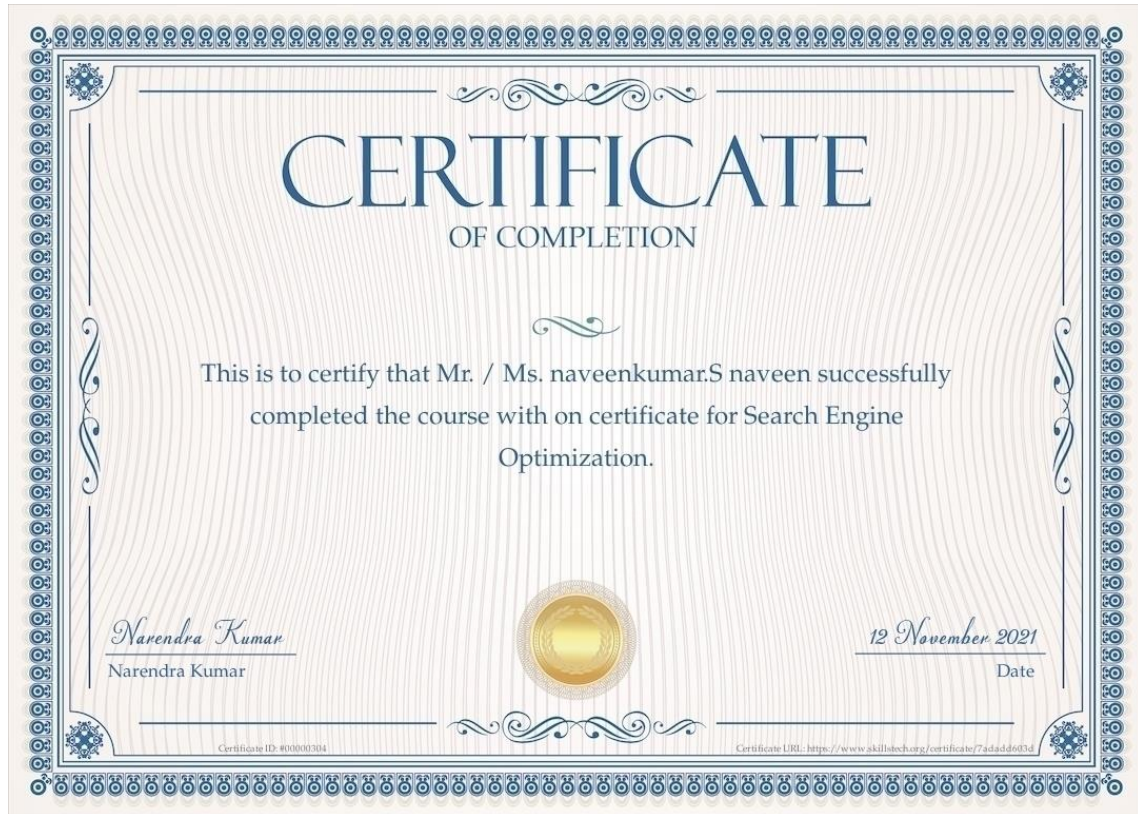 CERTIFICATE
OF COMPLETION
This is to certify that Mr. / Ms. naveenkumar.S naveen successfully
completed the course with on certificate for Search Engine
Optimization.
Narendra Kumar
Narendra Kumar
12 November 2021
Date
Certificate ID: #00000304
Certificate URL: https://www.skillstech.org/certificate/7adadd603d